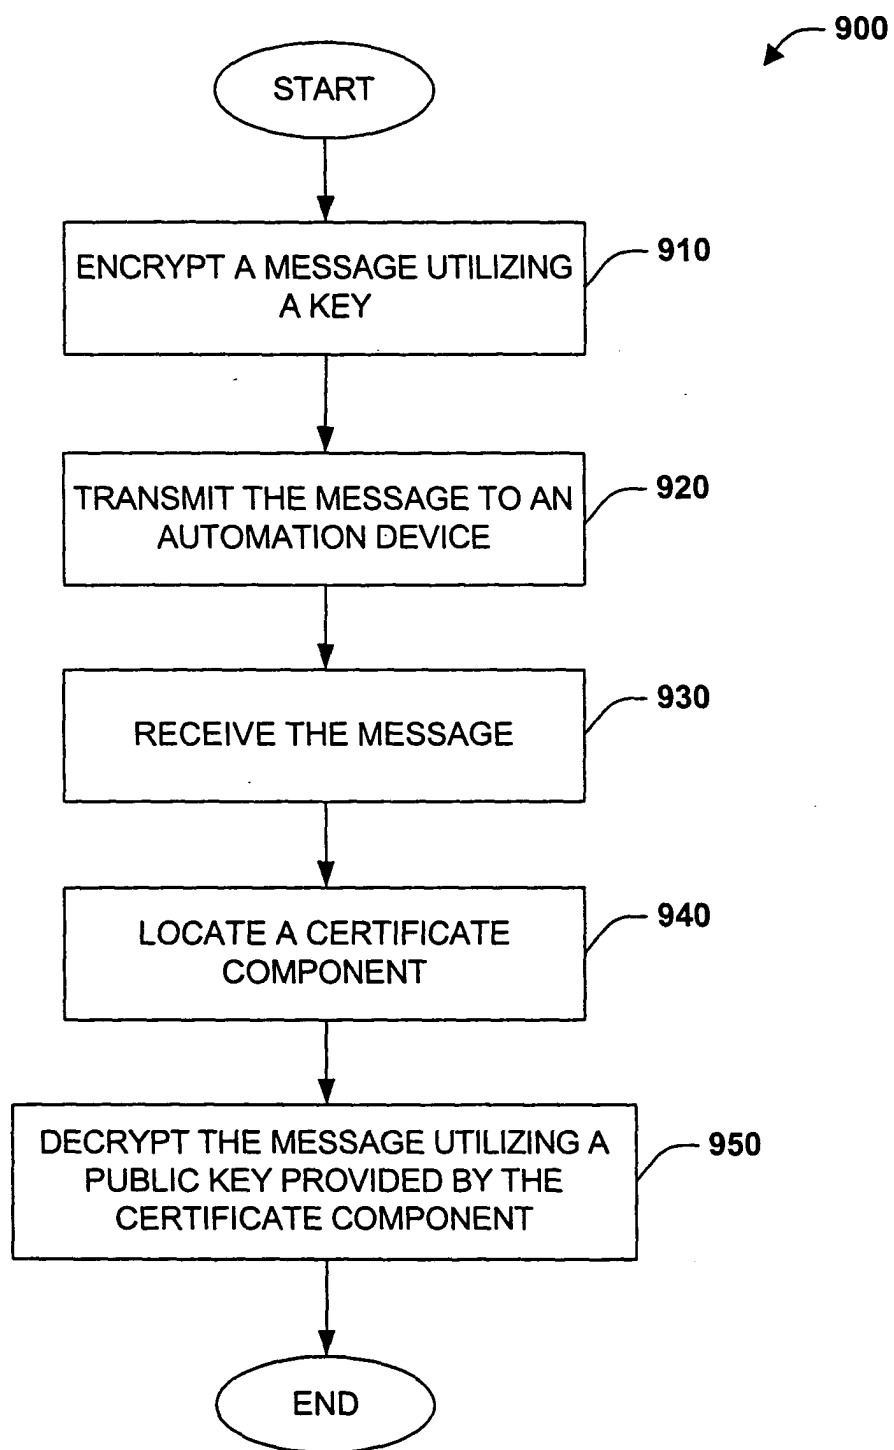 900
START
ENCRYPT A MESSAGE UTILIZING
A KEY
910
TRANSMIT THE MESSAGE TO AN
AUTOMATION DEVICE
920
RECEIVE THE MESSAGE
930
LOCATE A CERTIFICATE
COMPONENT
940
DECRYPT THE MESSAGE UTILIZING A
PUBLIC KEY PROVIDED BY THE
CERTIFICATE COMPONENT
950
END